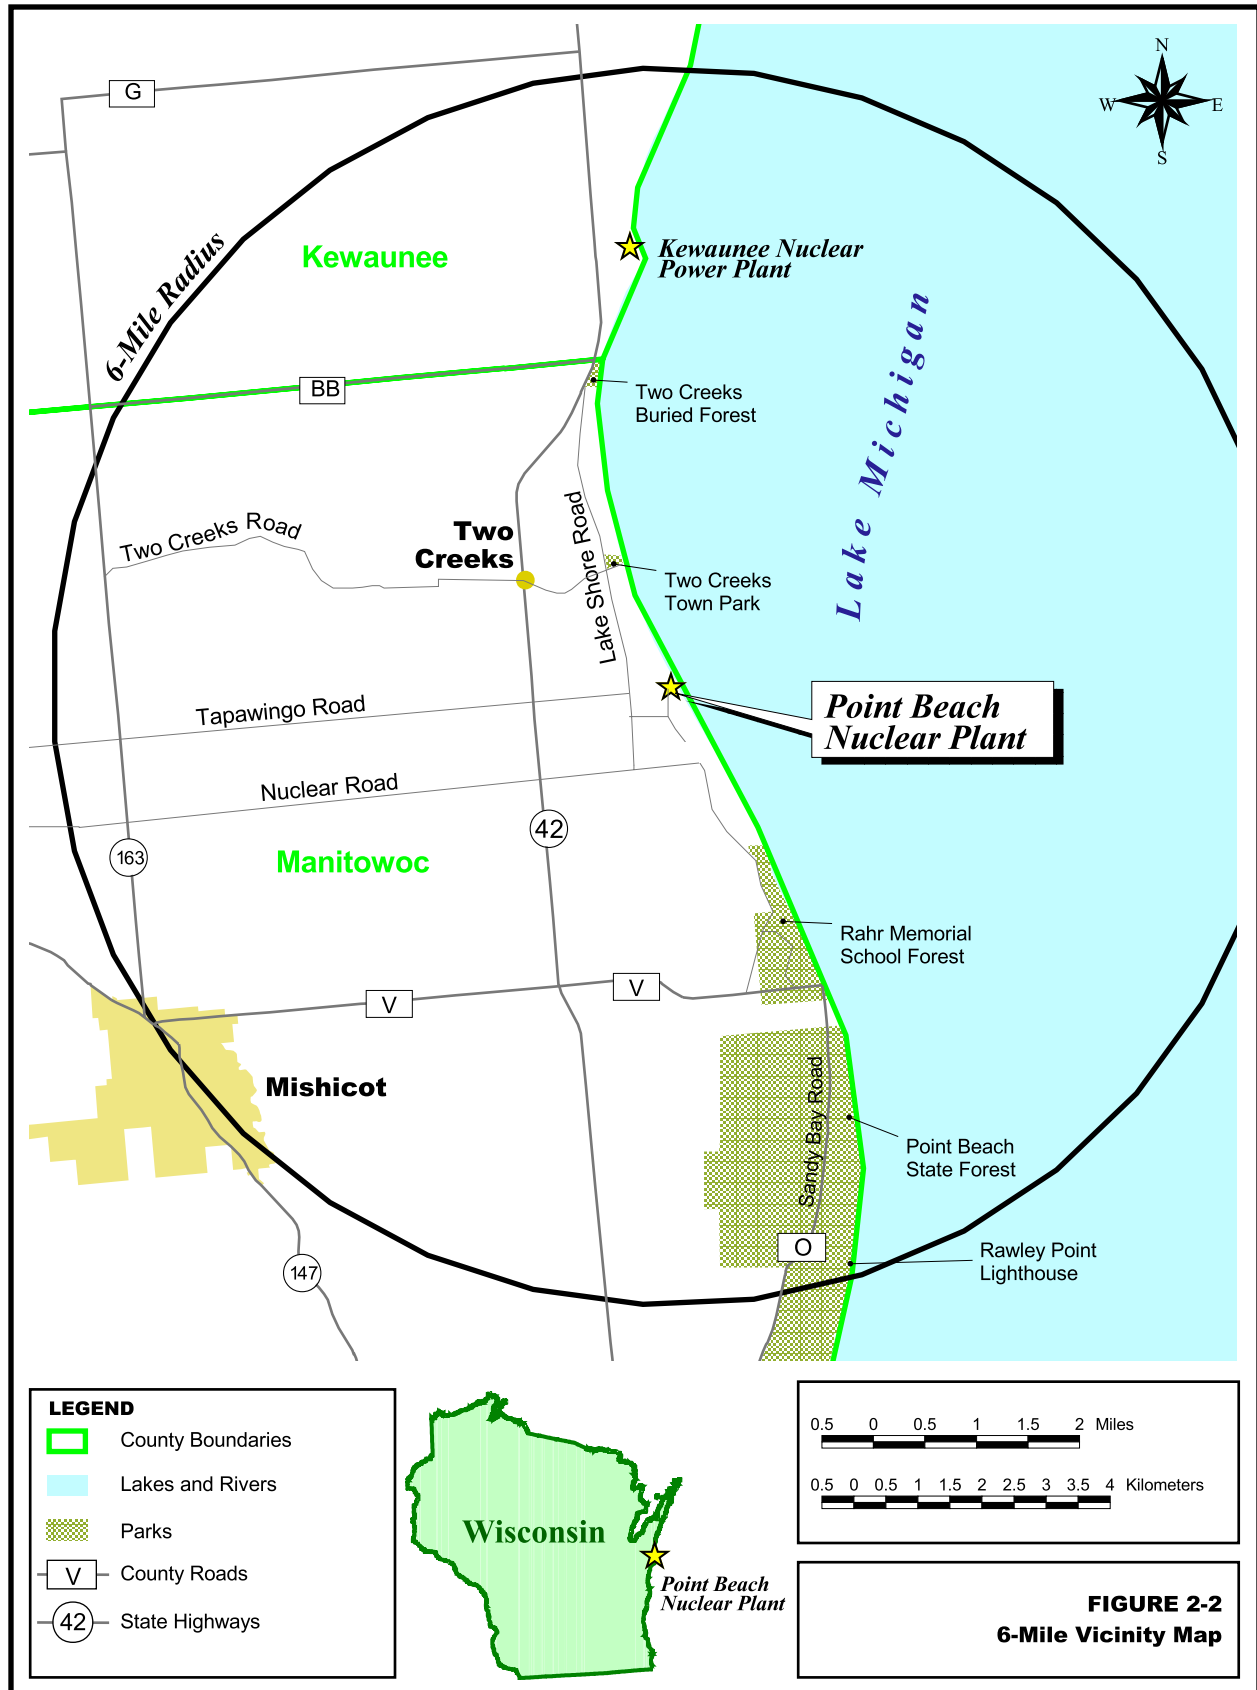 N
W
E
S
G
6-Mile Radius
Kewaunee
Kewaunee Nuclear
Power Plant
BB
Two Creeks
Buried Forest
Lake Michigan
Two Creeks Road
Two
Creeks
Lake Shore Road
Two Creeks
Town Park
Tapawingo Road
Point Beach
Nuclear Plant
Nuclear Road
42
163
Manitowoc
Rahr Memorial
School Forest
V
V
Mishicot
Sandy Bay Road
Point Beach
State Forest
O
Rawley Point
Lighthouse
147
LEGEND
County Boundaries
Lakes and Rivers
Parks
V County Roads
42 State Highways
Wisconsin
Point Beach
Nuclear Plant
0.5 0 0.5 1 1.5 2 Miles
0.5 0 0.5 1 1.5 2 2.5 3 3.5 4 Kilometers
FIGURE 2-2
6-Mile Vicinity Map